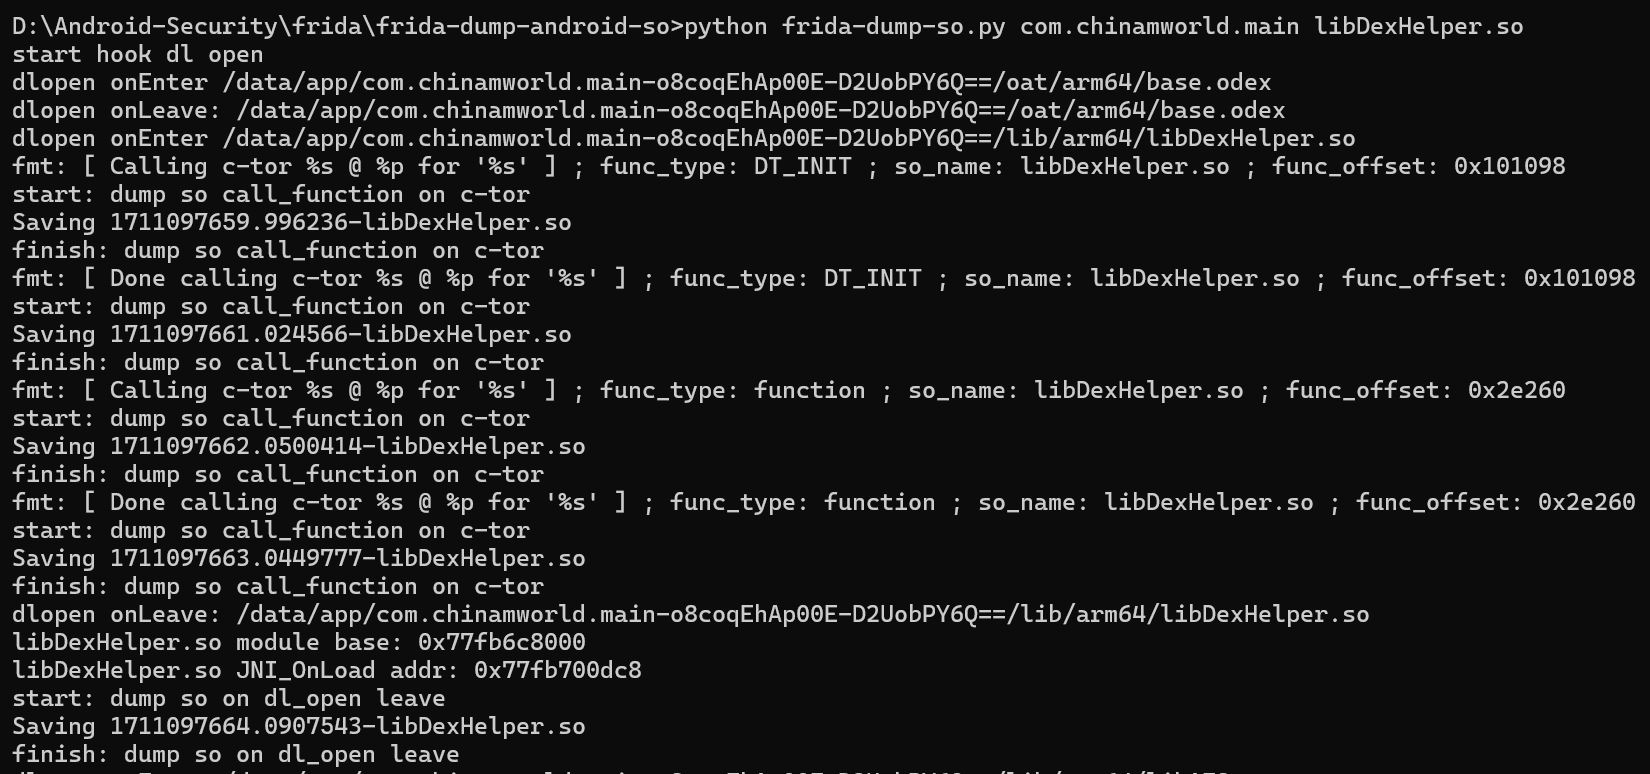 D:\Android-Security\frida\frida-dump-android-so>python frida-dump-so.py com.chinamworld.main libDexHelper.so
start hook dl open
dlopen onEnter /data/app/com.chinamworld.main-o8coqEhAp00E-D2UobPY6Q==/oat/arm64/base.odex
dlopen onLeave: /data/app/com.chinamworld.main-o8coqEhAp00E-D2UobPY6Q==/oat/arm64/base.odex
dlopen onEnter /data/app/com.chinamworld.main-o8coqEhAp00E-D2UobPY6Q==/lib/arm64/libDexHelper.so
fmt: [ Calling c-tor %s @ %p for '%s' ] ; func_type: DT_INIT ; so_name: libDexHelper.so ; func_offset: 0x101098
start: dump so call_function on c-tor
Saving 1711097659.996236-libDexHelper.so
finish: dump so call_function on c-tor
fmt: [ Done calling c-tor %s @ %p for '%s' ] ; func_type: DT_INIT ; so_name: libDexHelper.so ; func_offset: 0x101098
start: dump so call_function on c-tor
Saving 1711097661.024566-libDexHelper.so
finish: dump so call_function on c-tor
fmt: [ Calling c-tor %s @ %p for '%s' ] ; func_type: function ; so_name: libDexHelper.so ; func_offset: 0x2e260
start: dump so call_function on c-tor
Saving 1711097662.0500414-libDexHelper.so
finish: dump so call_function on c-tor
fmt: [ Done calling c-tor %s @ %p for '%s' ] ; func_type: function ; so_name: libDexHelper.so ; func_offset: 0x2e260
start: dump so call_function on c-tor
Saving 1711097663.0449777-libDexHelper.so
finish: dump so call_function on c-tor
dlopen onLeave: /data/app/com.chinamworld.main-o8coqEhAp00E-D2UobPY6Q==/lib/arm64/libDexHelper.so
libDexHelper.so module base: 0x77fb6c8000
libDexHelper.so JNI_OnLoad addr: 0x77fb700dc8
start: dump so on dl_open leave
Saving 1711097664.0907543-libDexHelper.so
finish: dump so on dl_open leave